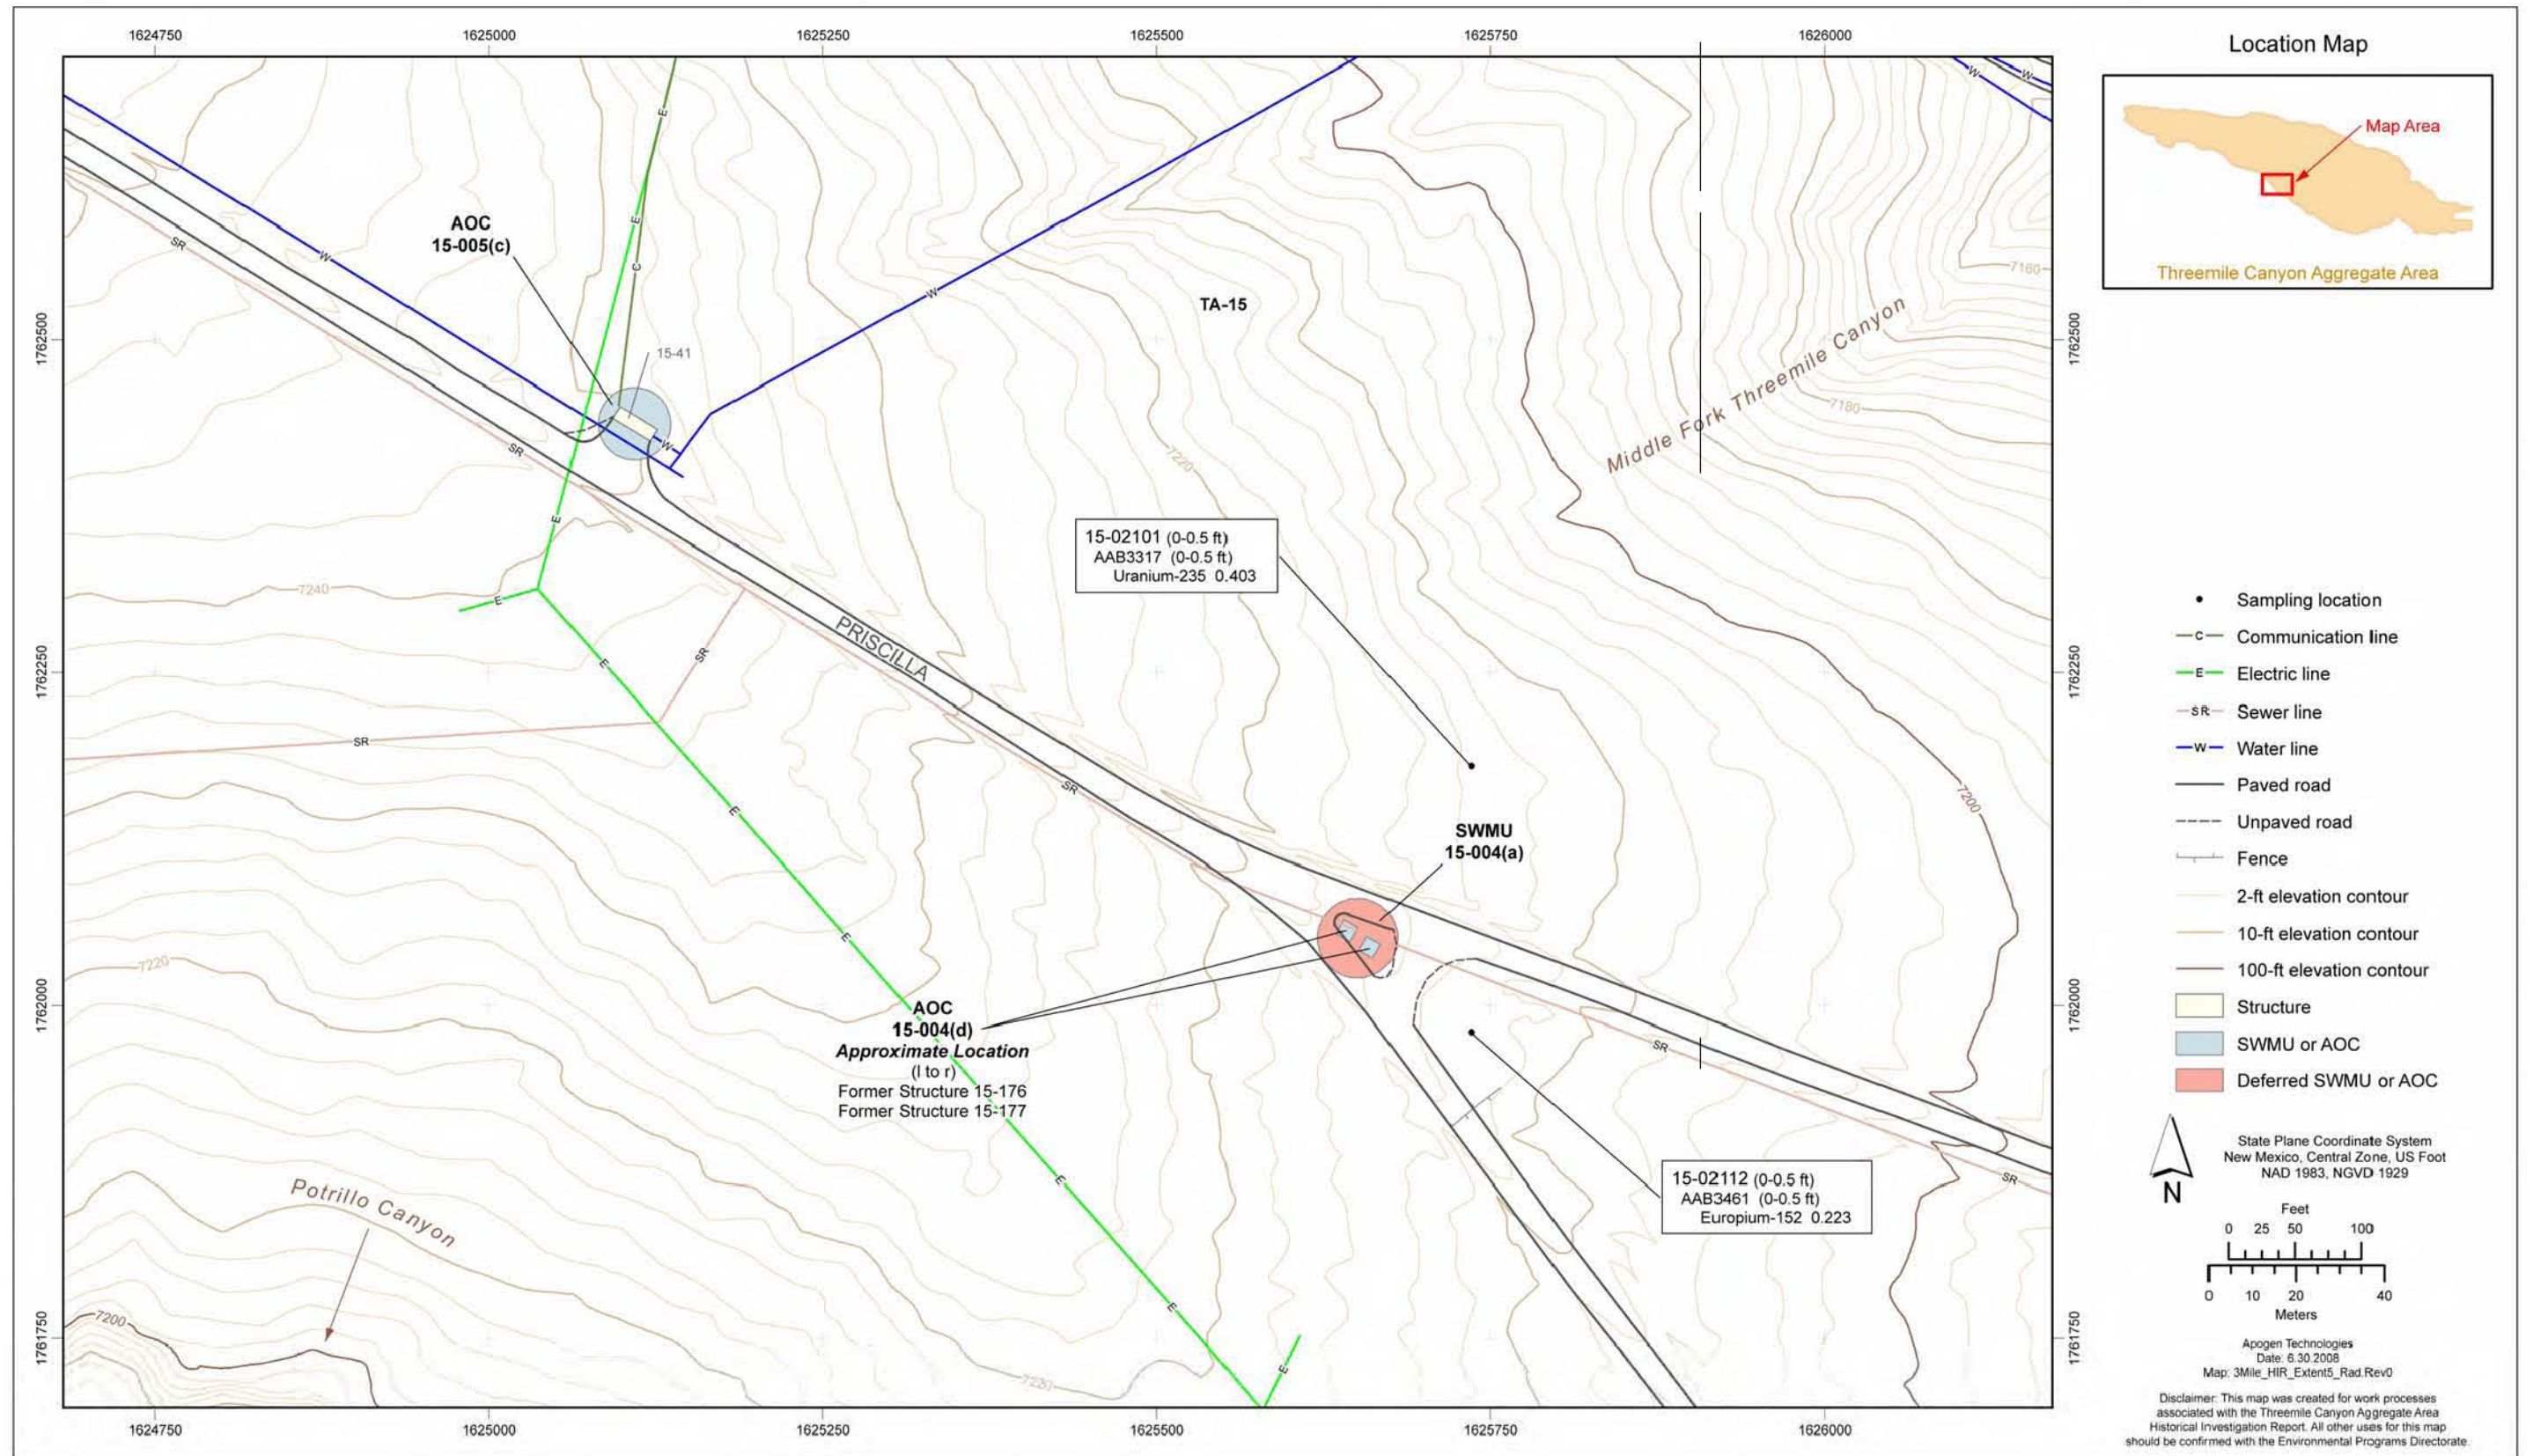 1624750
1625000
1625250
1625500
1625750
1626000
W
W
SR
E
AOC
15-005(c)
W
E
C
W
TA-15
15-41
1762500
1762500
7160
Middle Fork Threemile Canyon
7180
SR
W
7220
E
15-02101 (0-0.5 ft)
AAB3317 (0-0.5 ft)
Uranium-235 0.403
7240
E
E
SR
PRISCILLA
1762250
1762250
SR
SR
E
7200
SWMU
15-004(a)
E
7220
AOC
15-004(d)
Approximate Location
(l to r)
Former Structure 15-176
Former Structure 15-177
1762000
1762000
SR
E
SR
15-02112 (0-0.5 ft)
AAB3461 (0-0.5 ft)
Europium-152 0.223
Potrillo Canyon
E
7200
1761750
1761750
E
7220
1624750
1625000
1625250
1625500
1625750
1626000
Location Map
Map Area
Threemile Canyon Aggregate Area
Sampling location
C
Communication line
E
Electric line
SR
Sewer line
W
Water line
Paved road
Unpaved road
Fence
2-ft elevation contour
10-ft elevation contour
100-ft elevation contour
Structure
SWMU or AOC
Deferred SWMU or AOC
State Plane Coordinate System
New Mexico, Central Zone, US Foot
NAD 1983, NGVD 1929
N
Feet
0 25 50 100
0 10 20 40
Meters
Apogen Technologies
Date: 6.30.2008
Map: 3Mile_HIR_Extent5_Rad.Rev0
Disclaimer: This map was created for work processes
associated with the Threemile Canyon Aggregate Area
Historical Investigation Report. All other uses for this map
should be confirmed with the Environmental Programs Directorate.